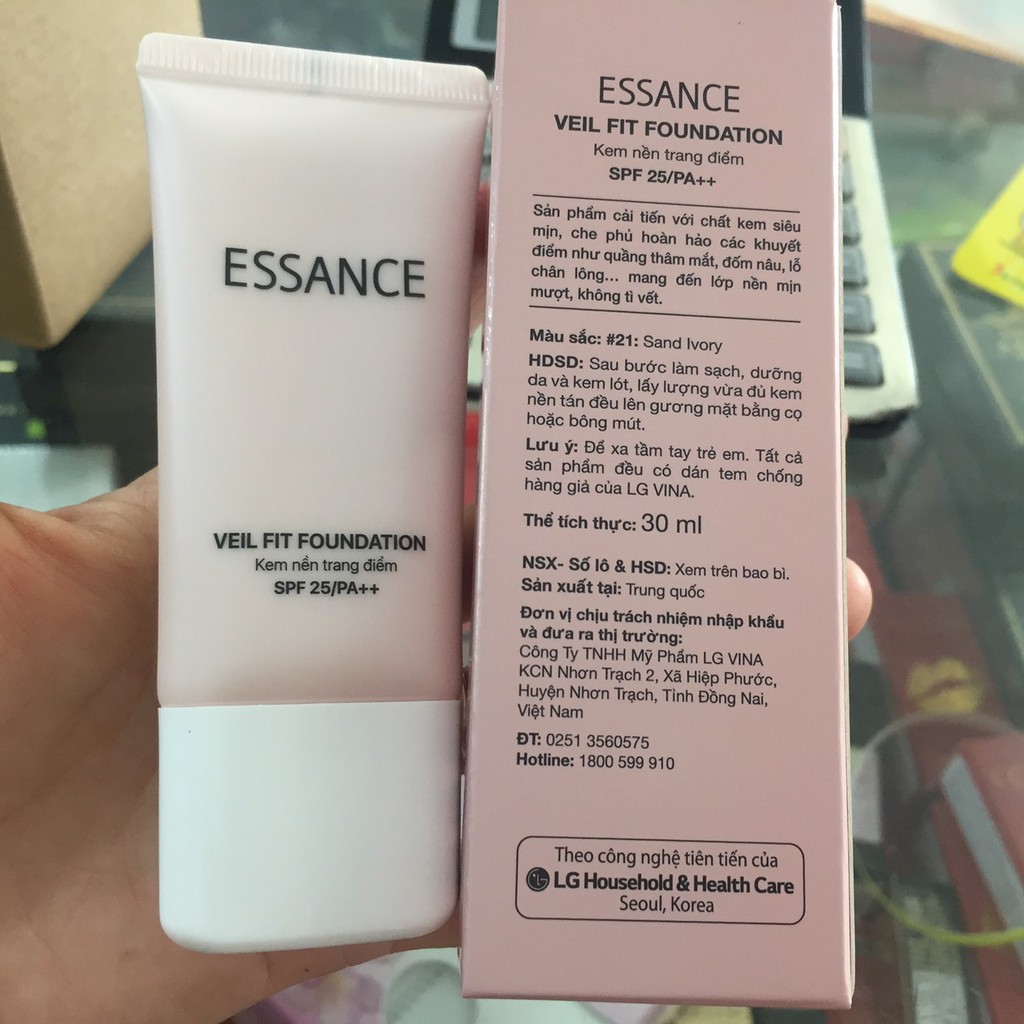 ESSANCE
VEIL FIT FOUNDATION
Kem nền trang điểm
SPF 25/PA++
ESSANCE
VEIL FIT FOUNDATION
Kem nền trang điểm
SPF 25/PA++
Sản phẩm cải tiến với chất kem siêu
mịn, che phủ hoàn hảo các khuyết
điểm như quầng thâm mắt, đốm nâu, lỗ
chân lông... mang đến lớp nền mịn
mượt, không tì vết.
Màu sắc: #21: Sand Ivory
HDSD: Sau bước làm sạch, dưỡng
da và kem lót, lấy lượng vừa đủ kem
nền tán đều lên gương mặt bằng cọ
hoặc bông mút.
Lưu ý: Để xa tầm tay trẻ em. Tất cả
sản phẩm đều có dán tem chống
hàng giả của LG VINA.
Thể tích thực: 30 ml
NSX- Số lô & HSD: Xem trên bao bì.
Sản xuất tại: Trung quốc
Đơn vị chịu trách nhiệm nhập khẩu
và đưa ra thị trường:
Công Ty TNHH Mỹ Phẩm LG VINA
KCN Nhơn Trạch 2, Xã Hiệp Phước,
Huyện Nhơn Trạch, Tỉnh Đồng Nai,
Việt Nam
ĐT: 0251 3560575
Hotline: 1800 599 910
Theo công nghệ tiên tiến của
LG Household & Health Care
Seoul, Korea